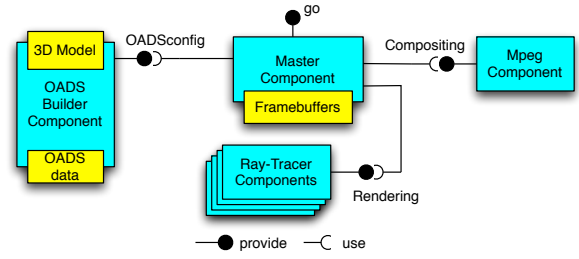 go
3D Model
OADSconfig
OADS
Builder
Component
OADS
data
Master
Component
Framebuffers
Compositing
Mpeg
Component
Ray-Tracer
Components
Rendering
provide
use